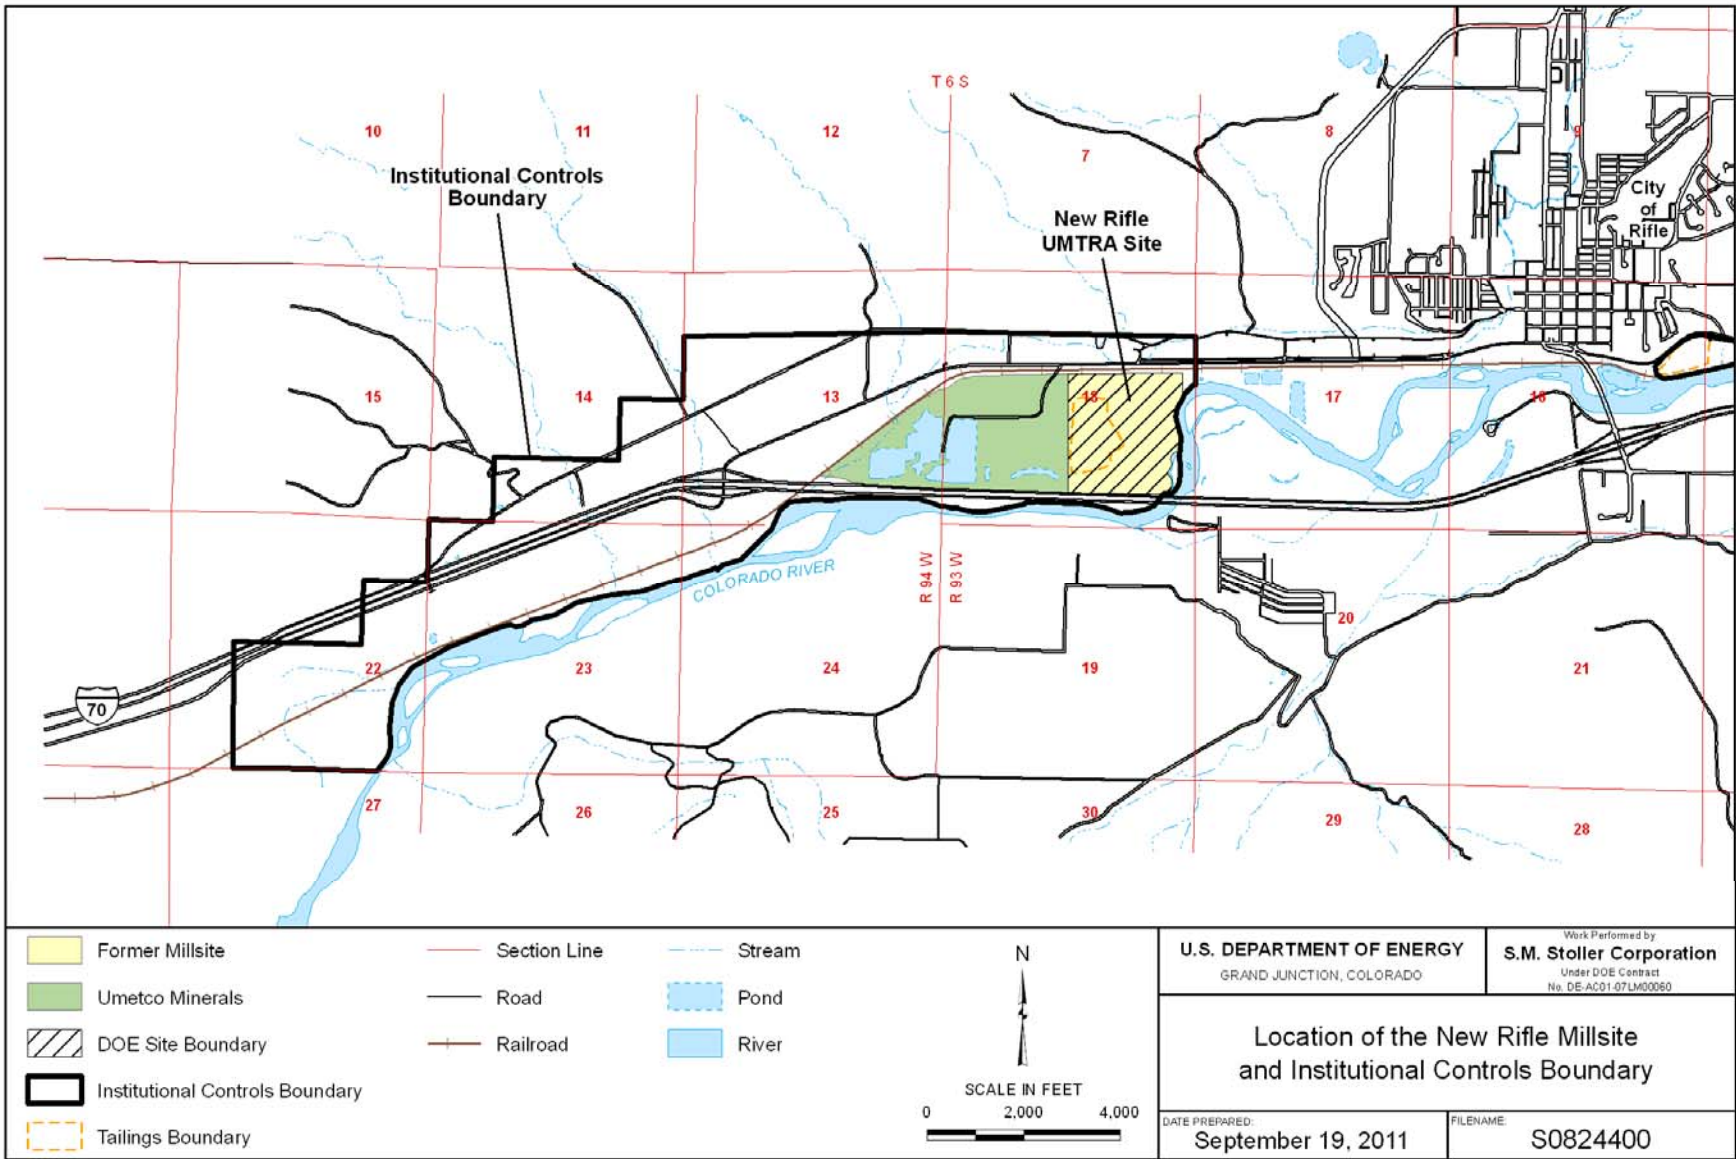 T 6 S
10
11
12
7
8
9
Institutional Controls
Boundary
New Rifle
UMTRA Site
City
of
Rifle
15
14
13
18
17
16
COLORADO RIVER
R 94 W
R 93 W
22
23
24
19
20
21
70
27
26
25
30
29
28
Former Millsite
Umetco Minerals
DOE Site Boundary
Institutional Controls Boundary
Tailings Boundary
Section Line
Road
Railroad
Stream
Pond
River
N
SCALE IN FEET
0 2,000 4,000
U.S. DEPARTMENT OF ENERGY
GRAND JUNCTION, COLORADO
Work Performed by
S.M. Stoller Corporation
Under DOE Contract
No. DE-AC01-07LM00060
Location of the New Rifle Millsite
and Institutional Controls Boundary
DATE PREPARED:
September 19, 2011
FILENAME:
S0824400